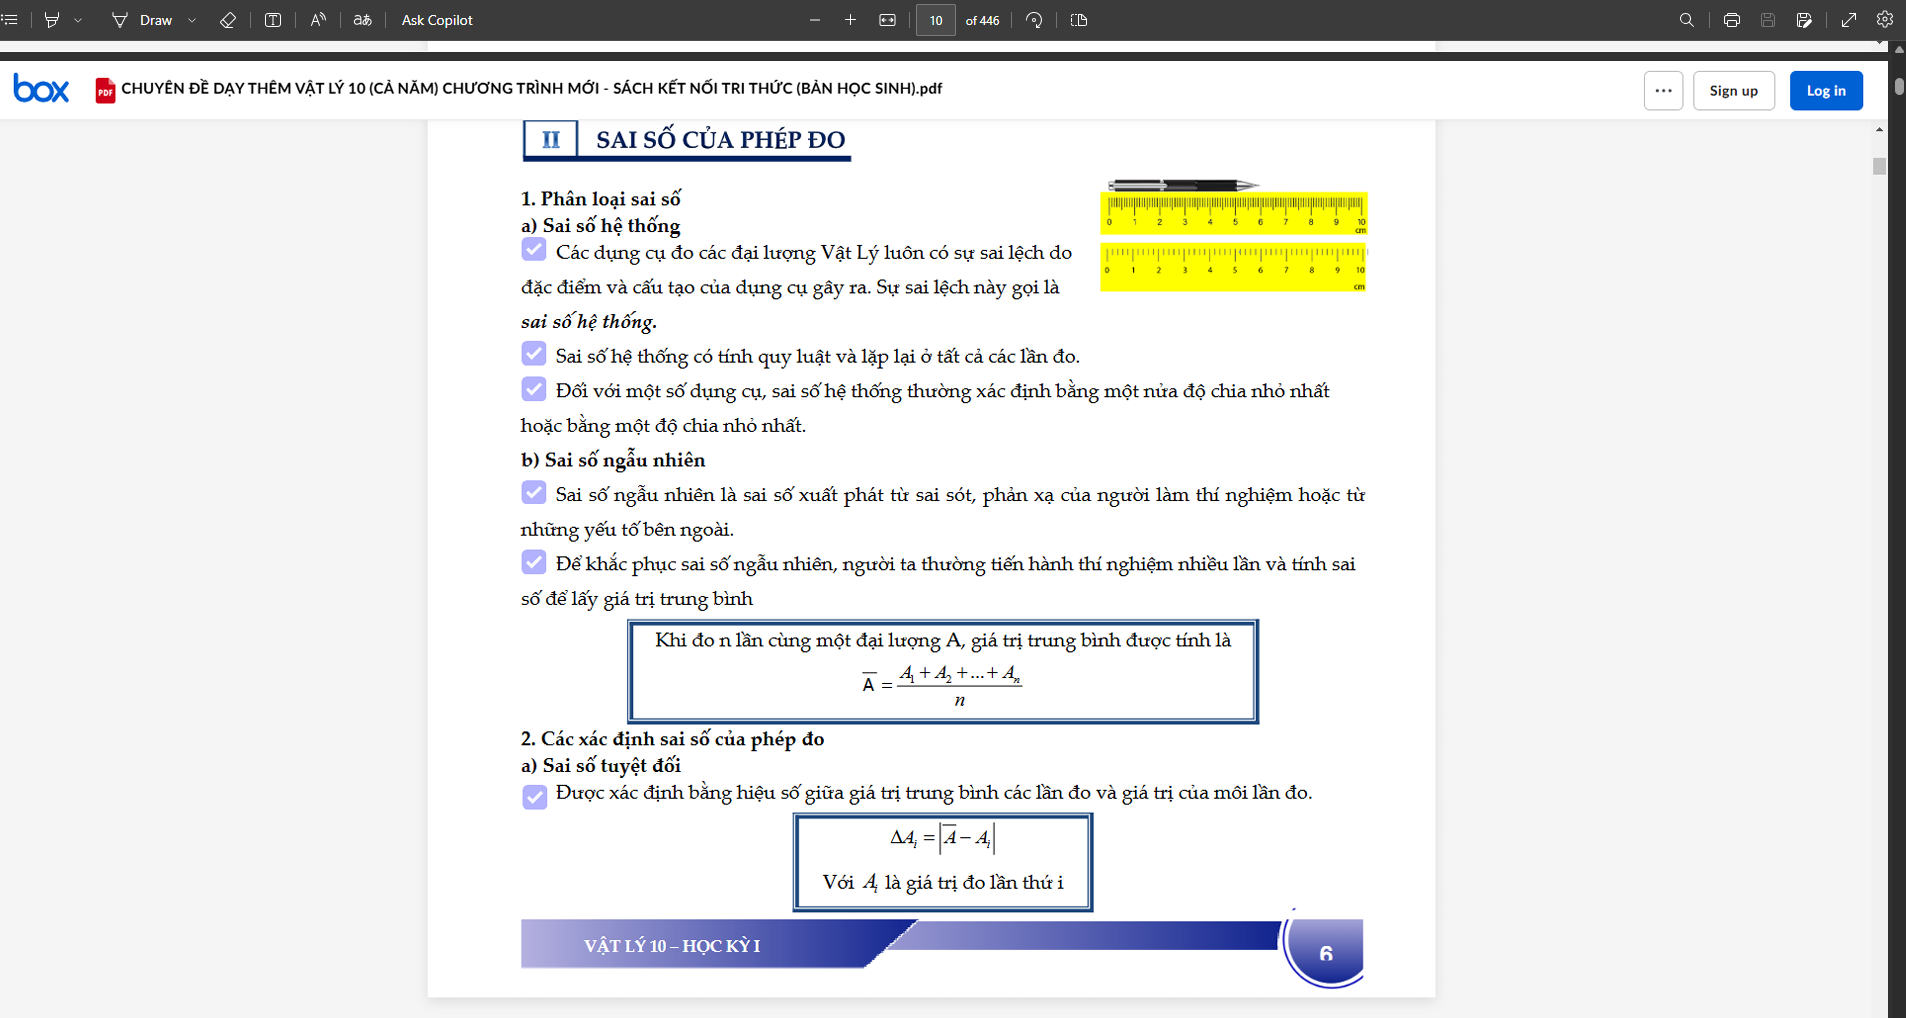 Draw
aあ
Ask Copilot
10 of 446
box
PDF CHUYÊN ĐỀ DẠY THÊM VẬT LÝ 10 (CẢ NĂM) CHƯƠNG TRÌNH MỚI - SÁCH KẾT NỐI TRI THỨC (BẢN HỌC SINH).pdf
Sign up
Log in
II SAI SỐ CỦA PHÉP ĐO
1. Phân loại sai số
a) Sai số hệ thống
0 1 2 3 4 5 6 7 8 9 10
cm
0 1 2 3 4 5 6 7 8 9 10
cm
Các dụng cụ đo các đại lượng Vật Lý luôn có sự sai lệch do
đặc điểm và cấu tạo của dụng cụ gây ra. Sự sai lệch này gọi là
sai số hệ thống.
Sai số hệ thống có tính quy luật và lặp lại ở tất cả các lần đo.
Đối với một số dụng cụ, sai số hệ thống thường xác định bằng một nửa độ chia nhỏ nhất
hoặc bằng một độ chia nhỏ nhất.
b) Sai số ngẫu nhiên
Sai số ngẫu nhiên là sai số xuất phát từ sai sót, phản xạ của người làm thí nghiệm hoặc từ
những yếu tố bên ngoài.
Để khắc phục sai số ngẫu nhiên, người ta thường tiến hành thí nghiệm nhiều lần và tính sai
số để lấy giá trị trung bình
Khi đo n lần cùng một đại lượng A, giá trị trung bình được tính là
A̅ = (A₁ + A₂ + ... + Aₙ) / n
2. Các xác định sai số của phép đo
a) Sai số tuyệt đối
Được xác định bằng hiệu số giữa giá trị trung bình các lần đo và giá trị của mỗi lần đo.
ΔAᵢ = |A̅ − Aᵢ|
Với Aᵢ là giá trị đo lần thứ i
VẬT LÝ 10 – HỌC KỲ I
6